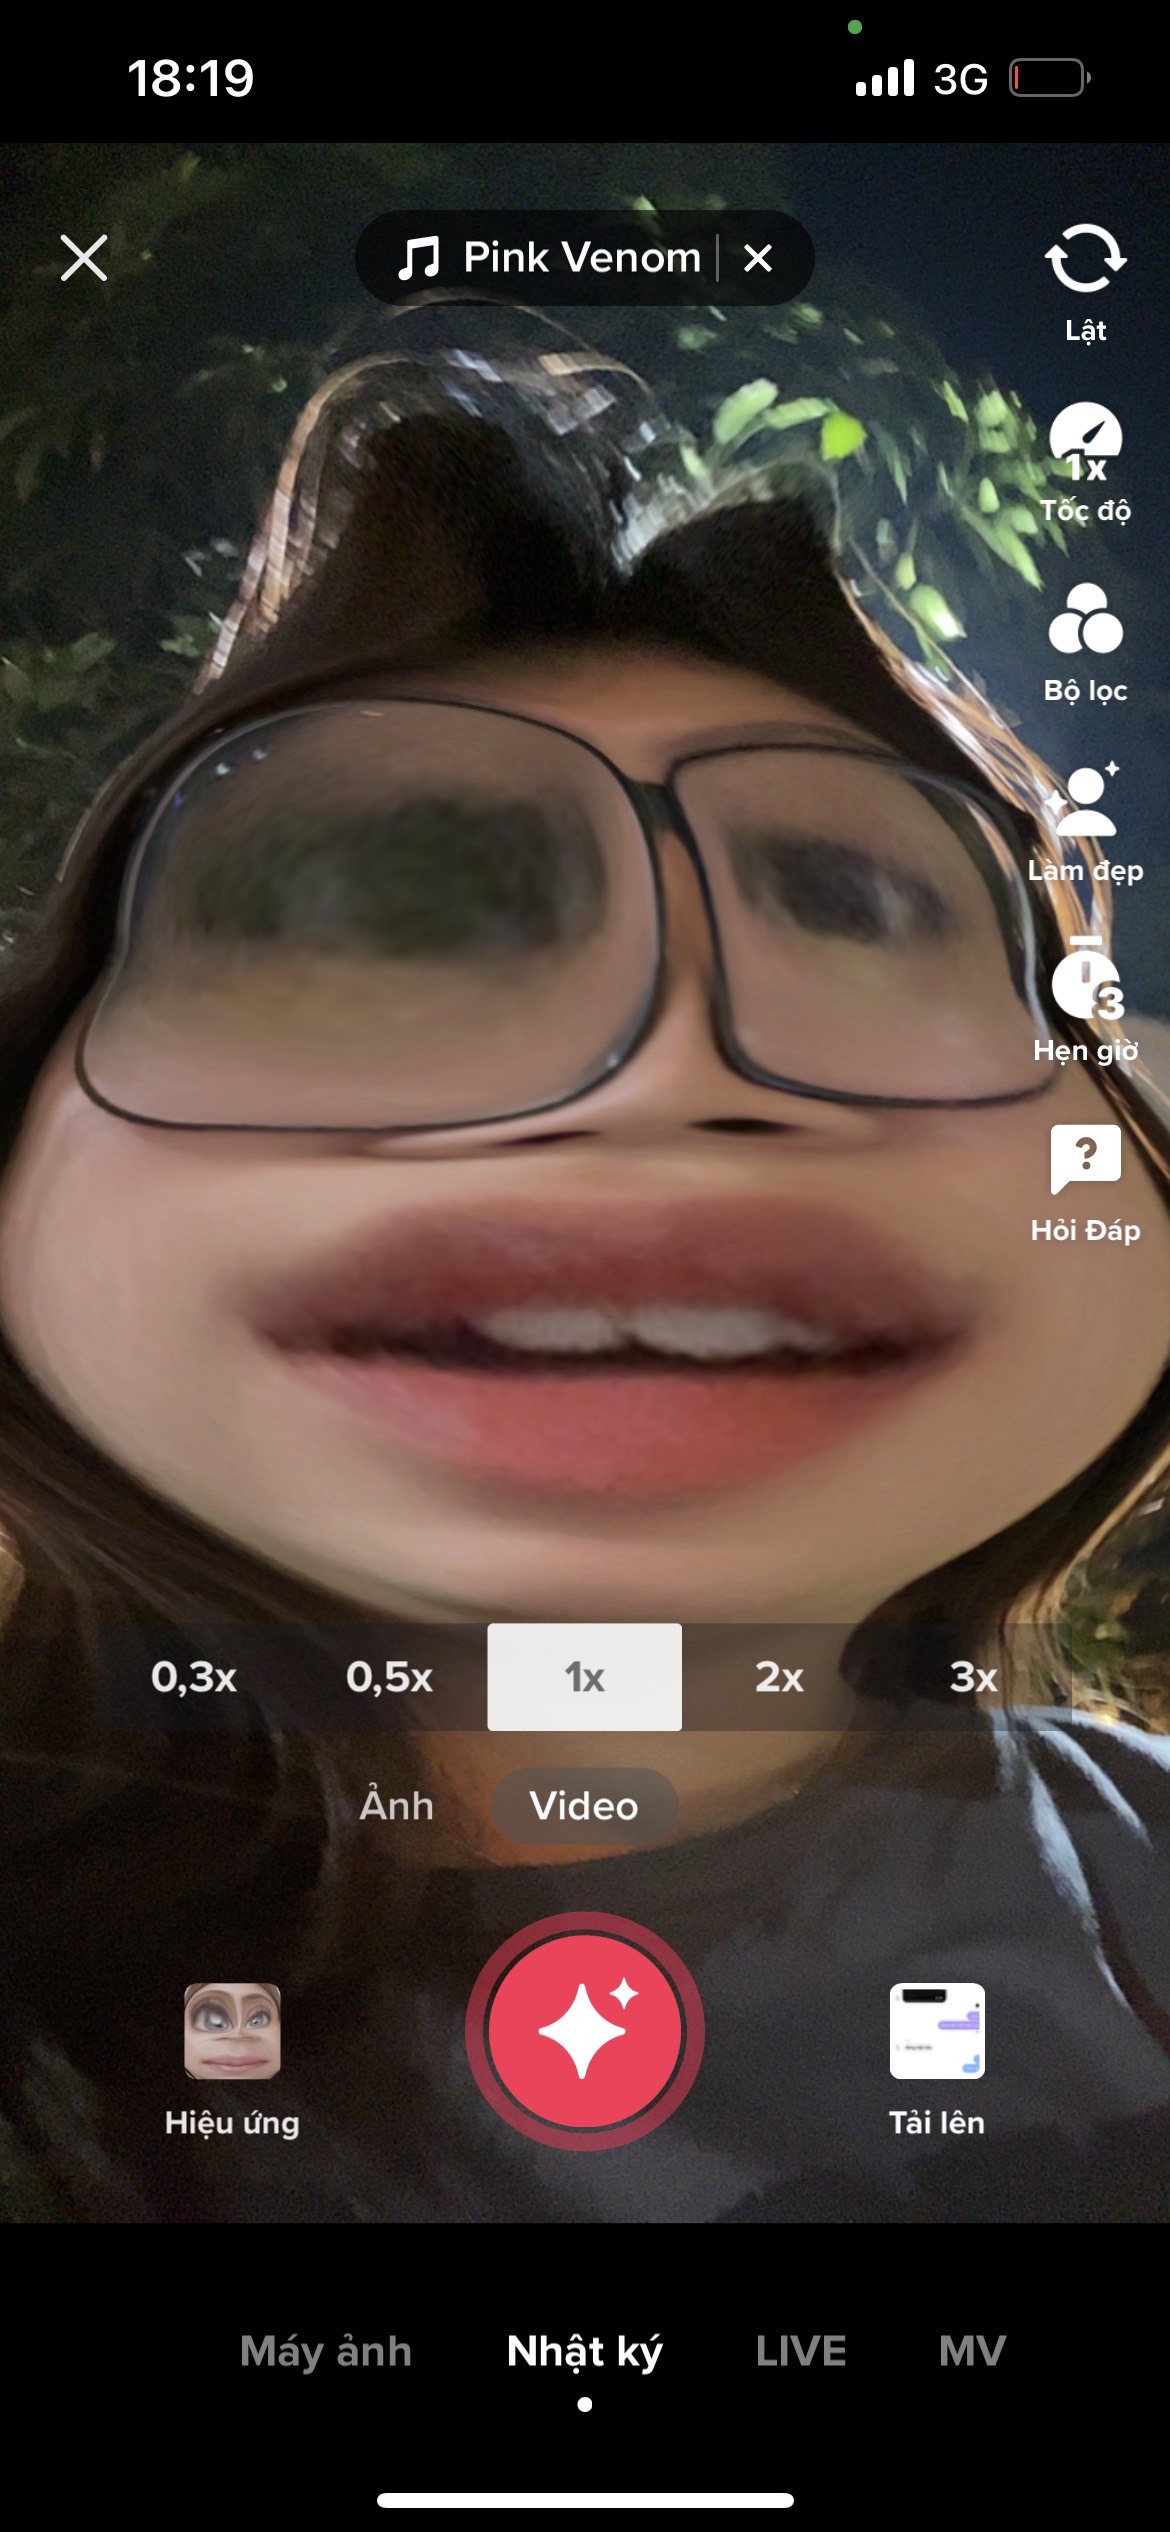 18:19
3G
Pink Venom
Lật
1x
Tốc độ
Bộ lọc
Làm đẹp
3
Hẹn giờ
?
Hỏi Đáp
0,3x 0,5x 1x 2x 3x
Ảnh Video
Hiệu ứng
Tải lên
Máy ảnh Nhật ký LIVE MV